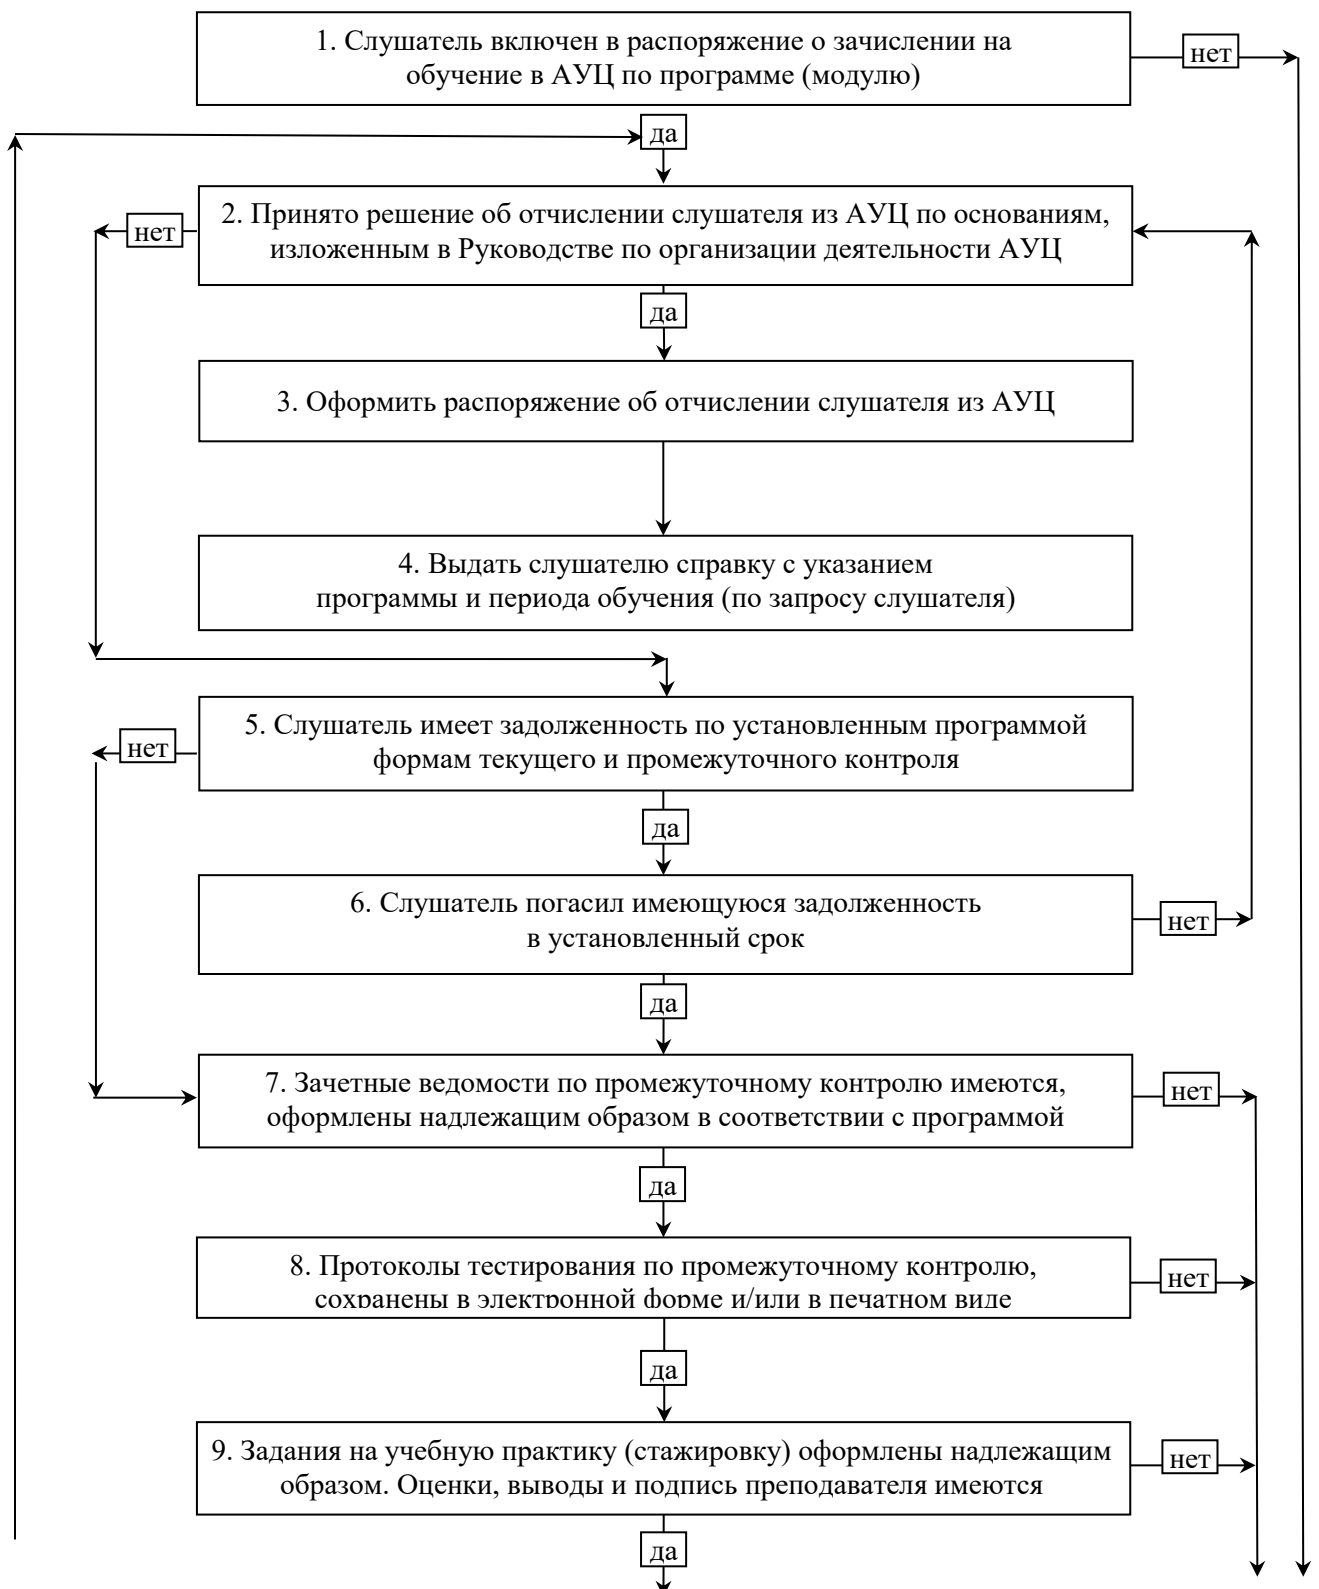 1. Слушатель включен в распоряжение о зачислении на
обучение в АУЦ по программе (модулю)
нет
да
2. Принято решение об отчислении слушателя из АУЦ по основаниям,
изложенным в Руководстве по организации деятельности АУЦ
нет
да
3. Оформить распоряжение об отчислении слушателя из АУЦ
4. Выдать слушателю справку с указанием
программы и периода обучения (по запросу слушателя)
5. Слушатель имеет задолженность по установленным программой
формам текущего и промежуточного контроля
нет
да
6. Слушатель погасил имеющуюся задолженность
в установленный срок
нет
да
7. Зачетные ведомости по промежуточному контролю имеются,
оформлены надлежащим образом в соответствии с программой
нет
да
8. Протоколы тестирования по промежуточному контролю,
сохранены в электронной форме и/или в печатном виде
нет
да
9. Задания на учебную практику (стажировку) оформлены надлежащим
образом. Оценки, выводы и подпись преподавателя имеются
нет
да